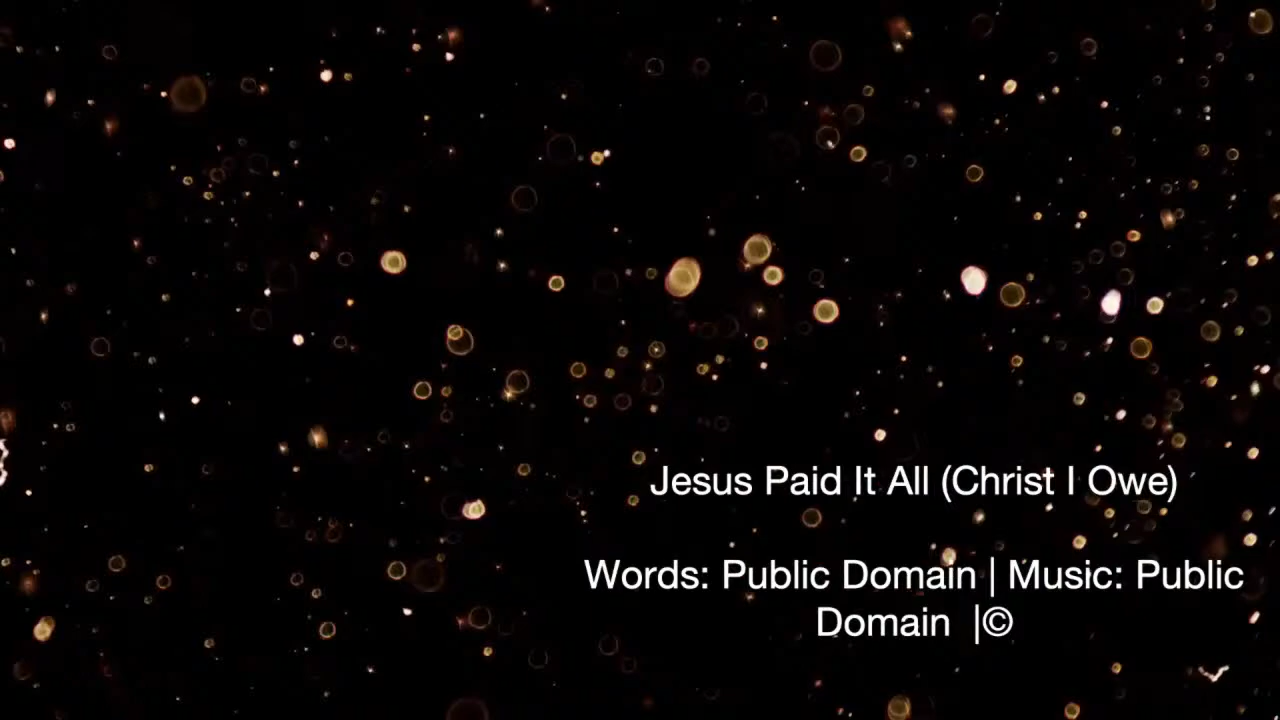 Jesus Paid It All (Christ I Owe)
Words: Public Domain | Music: Public
Domain |©